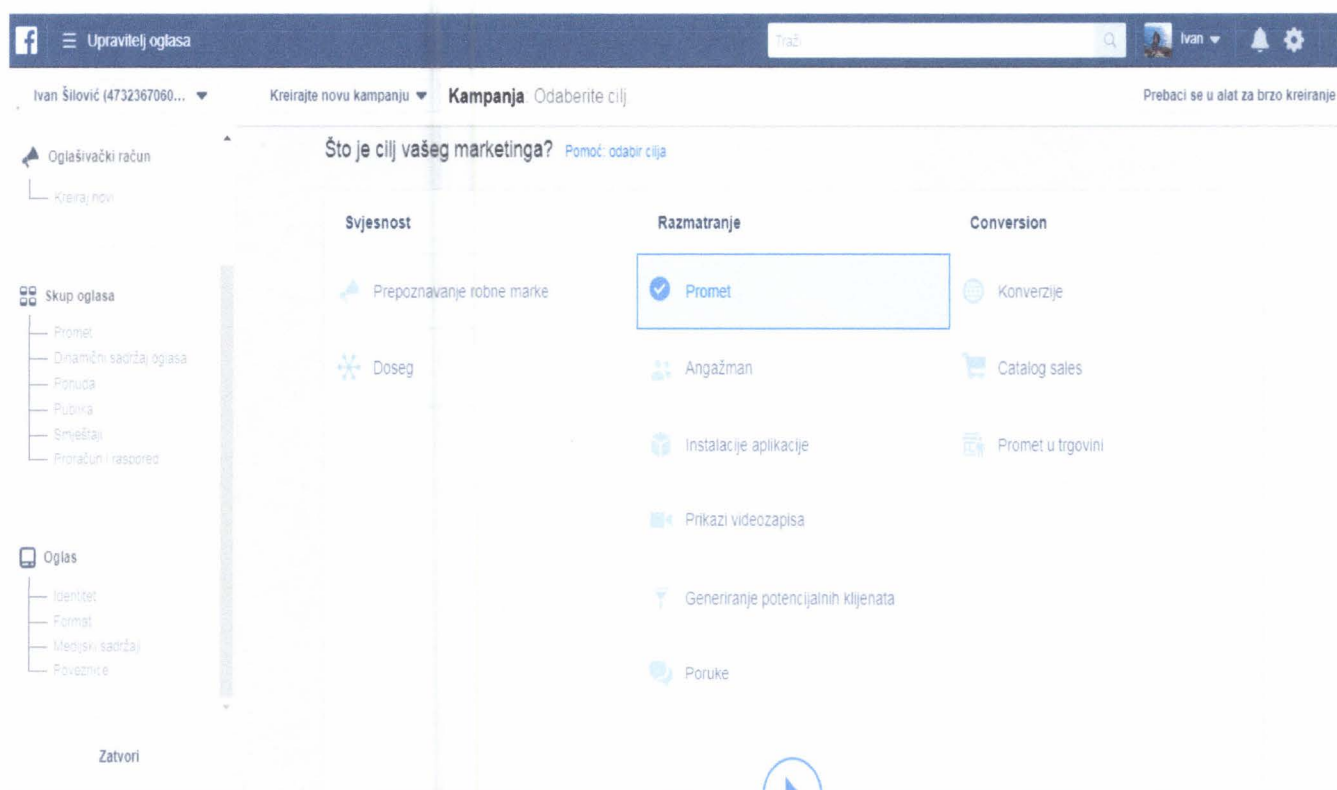 f Upravitelj oglasa Traži Ivan
Ivan Šilović (4732367060... Kreirajte novu kampanju Kampanja: Odaberite cilj Prebaci se u alat za brzo kreiranje
Oglašivački račun
Kreiraj novi
Što je cilj vašeg marketinga? Pomoć: odabir cilja
Svjesnost Razmatranje Conversion
Prepoznavanje robne marke Promet Konverzije
Doseg Angažman Catalog sales
Instalacije aplikacije Promet u trgovini
Prikazi videozapisa
Generiranje potencijalnih klijenata
Poruke
Skup oglasa
Promet
Dinamični sadržaj oglasa
Ponuda
Publika
Smještaji
Proračun i raspored
Oglas
Identitet
Format
Medijski sadržaj
Poveznice
Zatvori